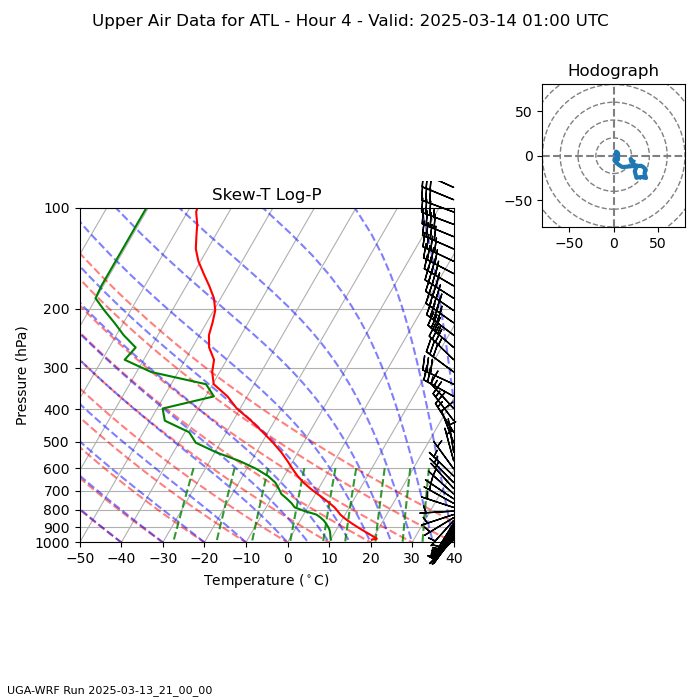 Upper Air Data for ATL - Hour 4 - Valid: 2025-03-14 01:00 UTC
Hodograph
50
0
−50
−50 0 50
Skew-T Log-P
100
200
300
400
500
600
700
800
900
1000
Pressure (hPa)
−50 −40 −30 −20 −10 0 10 20 30 40
Temperature (°C)
UGA-WRF Run 2025-03-13_21_00_00